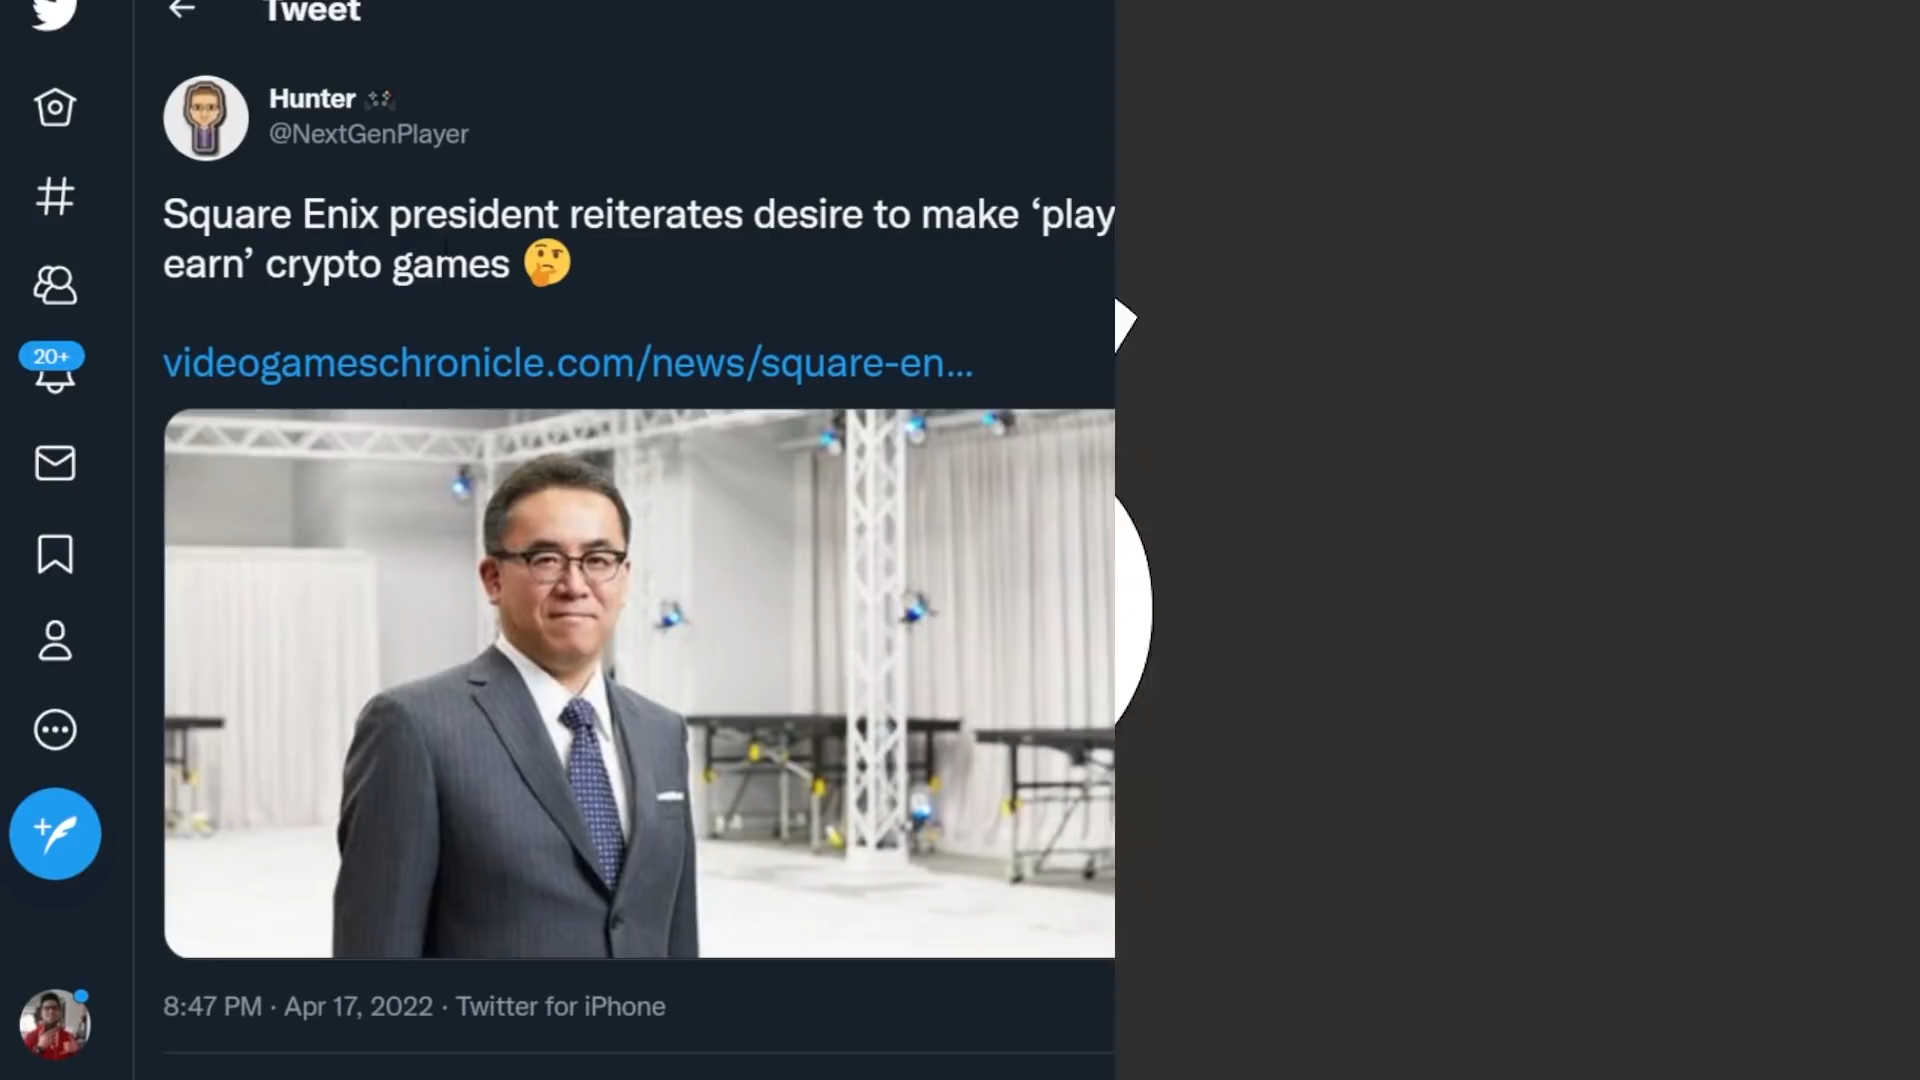 Tweet
Hunter
@NextGenPlayer
Square Enix president reiterates desire to make ‘play
earn’ crypto games 🤔
videogameschronicle.com/news/square-en...
20+
8:47 PM · Apr 17, 2022 · Twitter for iPhone